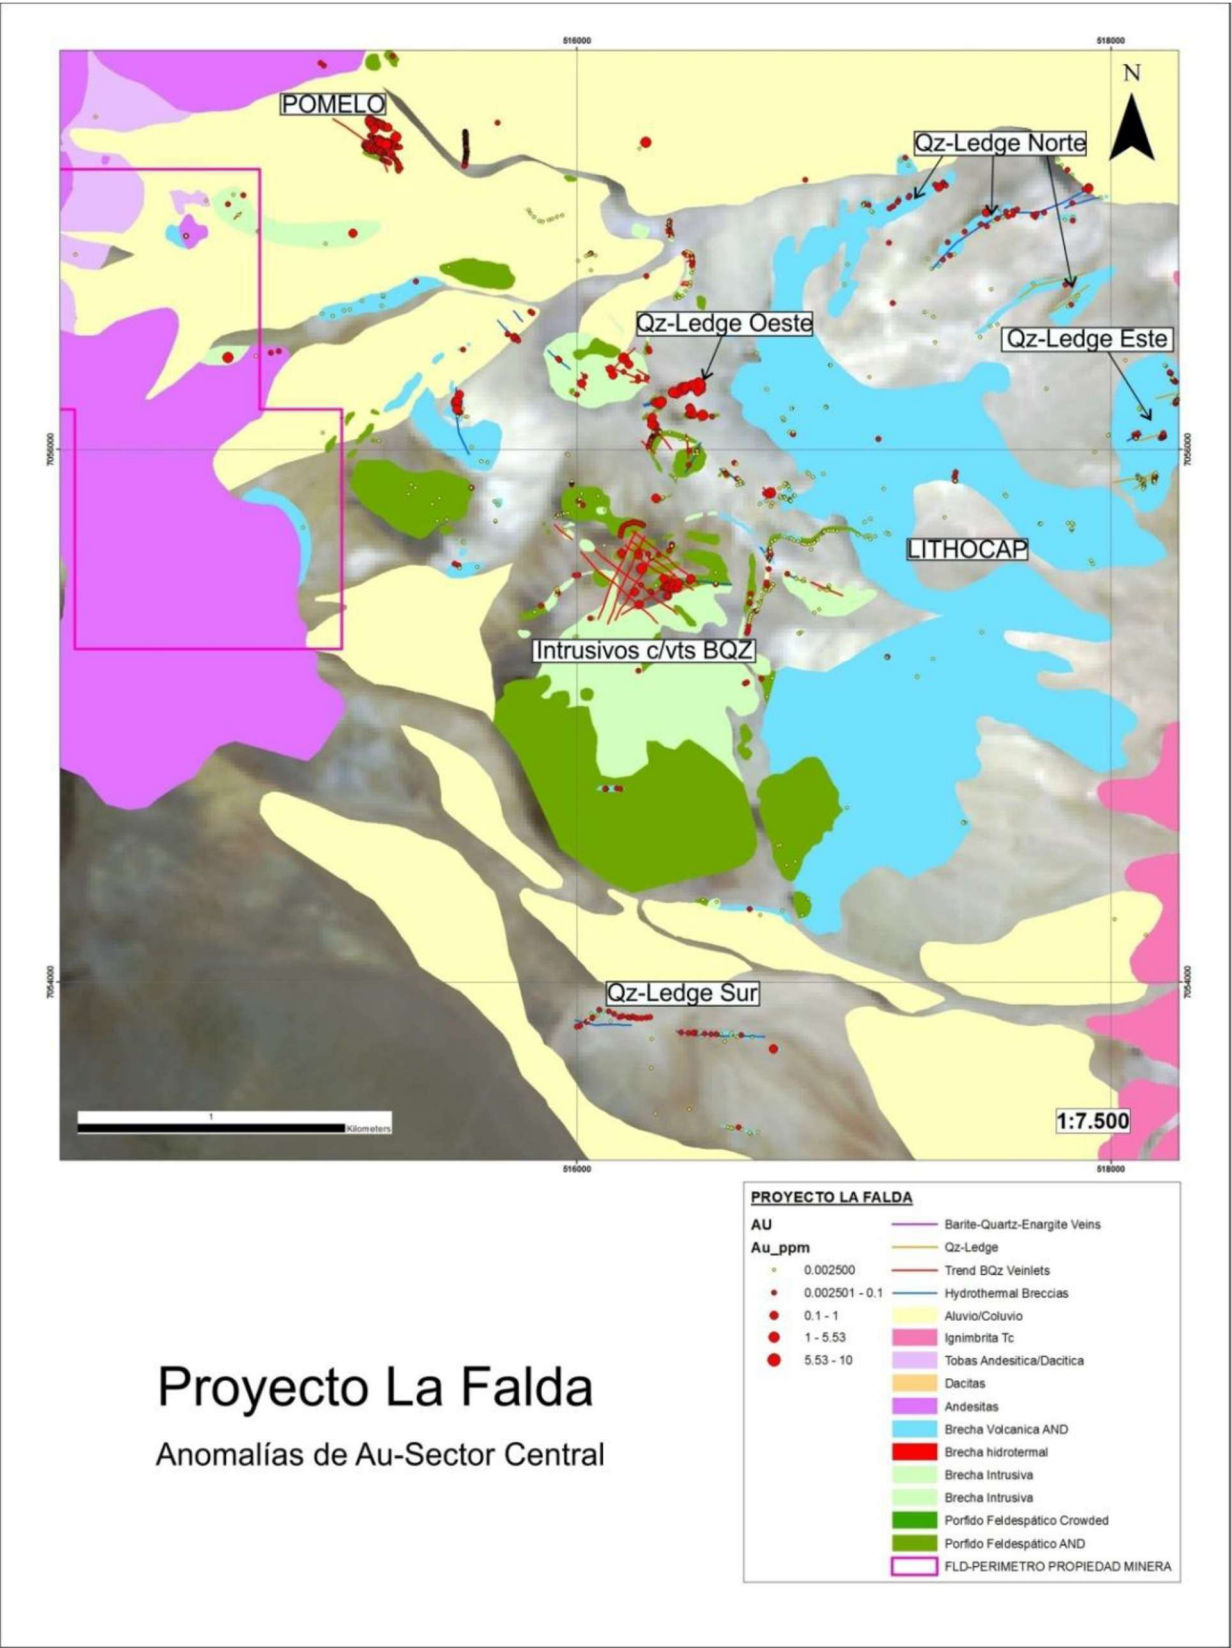 516000
518000
N
POMELO
Qz-Ledge Norte
Qz-Ledge Oeste
Qz-Ledge Este
7056000
7056000
LITHOCAP
Intrusivos c/vts BQZ
7054000
7054000
Qz-Ledge Sur
1
Kilometers
1:7.500
516000
518000
PROYECTO LA FALDA
AU
Au_ppm
0.002500
0.002501 - 0.1
0.1 - 1
1 - 5.53
5.53 - 10
Barite-Quartz-Enargite Veins
Qz-Ledge
Trend BQz Veinlets
Hydrothermal Breccias
Aluvio/Coluvio
Ignimbrita Tc
Tobas Andesitica/Dacitica
Dacitas
Andesitas
Brecha Volcanica AND
Brecha hidrotermal
Brecha Intrusiva
Brecha Intrusiva
Porfido Feldespático Crowded
Porfido Feldespático AND
FLD-PERIMETRO PROPIEDAD MINERA
Proyecto La Falda
Anomalías de Au-Sector Central